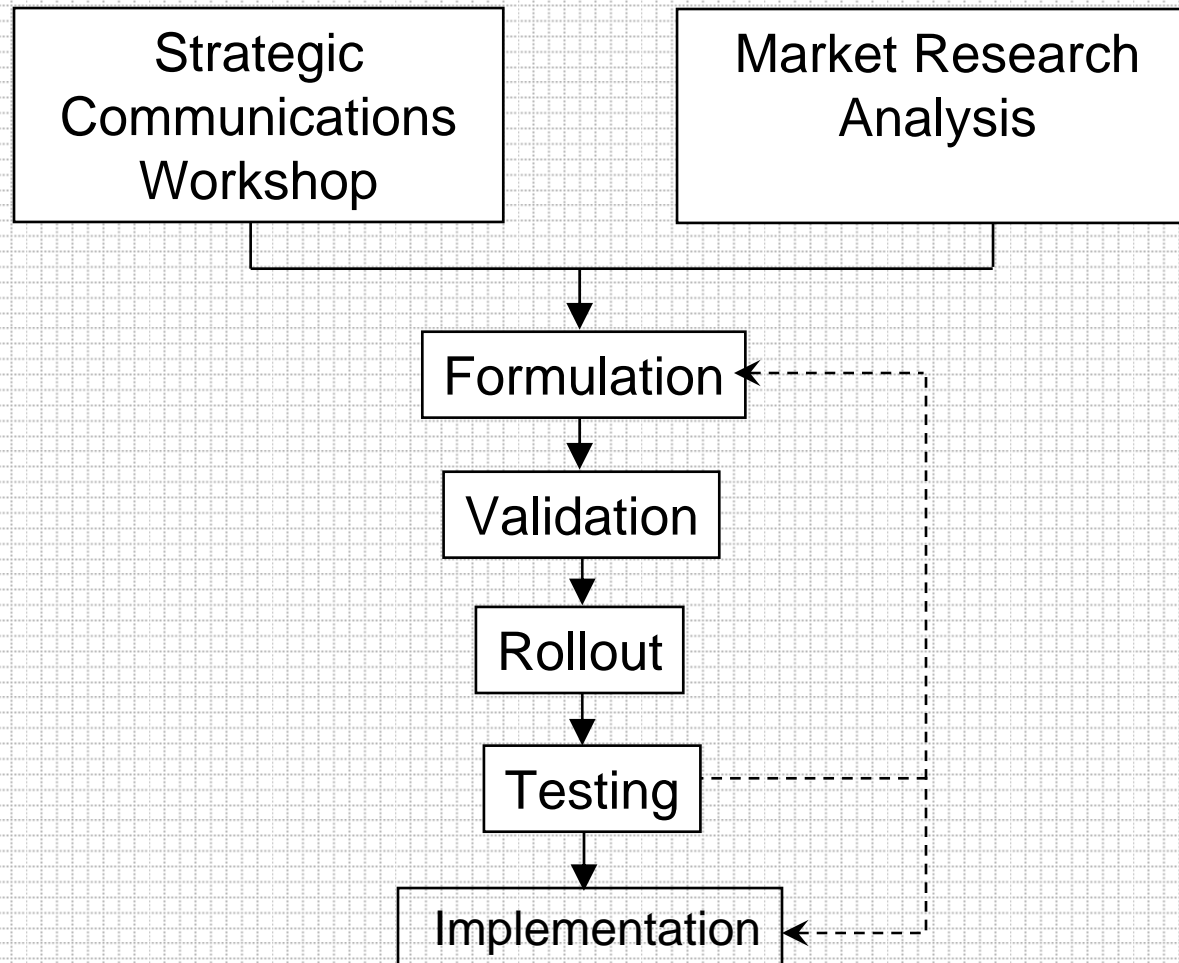 Strategic
Communications
Workshop
Market Research
Analysis
Formulation
Validation
Rollout
Testing
Implementation